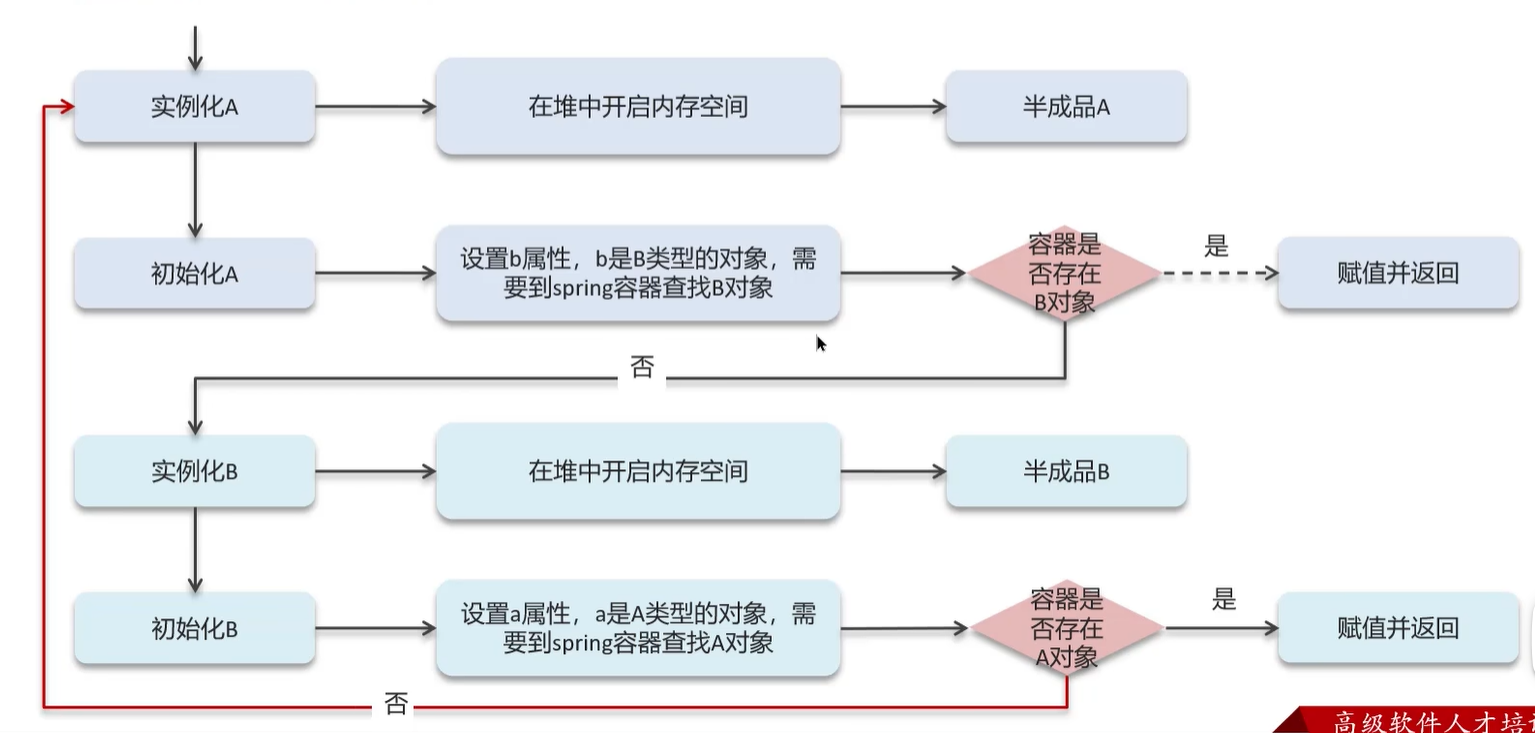 实例化A
在堆中开启内存空间
半成品A
初始化A
设置b属性，b是B类型的对象，需
要到spring容器查找B对象
容器是
否存在
B对象
是
赋值并返回
否
实例化B
在堆中开启内存空间
半成品B
初始化B
设置a属性，a是A类型的对象，需
要到spring容器查找A对象
容器是
否存在
A对象
是
赋值并返回
否
高级软件人才培